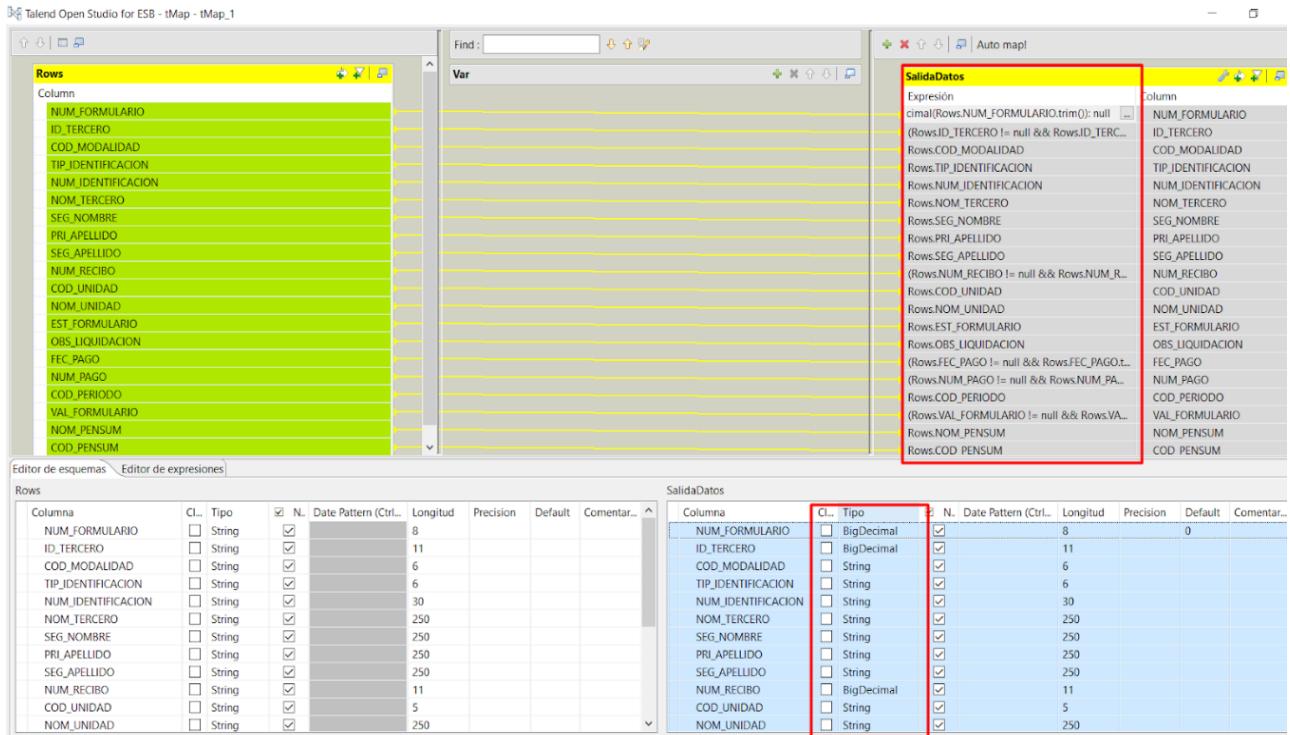 Talend Open Studio for ESB - tMap - tMap_1
Find :
Auto map!
Rows
Column
NUM_FORMULARIO
ID_TERCERO
COD_MODALIDAD
TIP_IDENTIFICACION
NUM_IDENTIFICACION
NOM_TERCERO
SEG_NOMBRE
PRI_APELLIDO
SEG_APELLIDO
NUM_RECIBO
COD_UNIDAD
NOM_UNIDAD
EST_FORMULARIO
OBS_LIQUIDACION
FEC_PAGO
NUM_PAGO
COD_PERIODO
VAL_FORMULARIO
NOM_PENSUM
COD_PENSUM
Var
SalidaDatos
Expresión Column
cimal(Rows.NUM_FORMULARIO.trim()): null ... NUM_FORMULARIO
(Rows.ID_TERCERO != null && Rows.ID_TERC... ID_TERCERO
Rows.COD_MODALIDAD COD_MODALIDAD
Rows.TIP_IDENTIFICACION TIP_IDENTIFICACION
Rows.NUM_IDENTIFICACION NUM_IDENTIFICACION
Rows.NOM_TERCERO NOM_TERCERO
Rows.SEG_NOMBRE SEG_NOMBRE
Rows.PRI_APELLIDO PRI_APELLIDO
Rows.SEG_APELLIDO SEG_APELLIDO
(Rows.NUM_RECIBO != null && Rows.NUM_R... NUM_RECIBO
Rows.COD_UNIDAD COD_UNIDAD
Rows.NOM_UNIDAD NOM_UNIDAD
Rows.EST_FORMULARIO EST_FORMULARIO
Rows.OBS_LIQUIDACION OBS_LIQUIDACION
(Rows.FEC_PAGO != null && Rows.FEC_PAGO.t... FEC_PAGO
(Rows.NUM_PAGO != null && Rows.NUM_PA... NUM_PAGO
Rows.COD_PERIODO COD_PERIODO
(Rows.VAL_FORMULARIO != null && Rows.VA... VAL_FORMULARIO
Rows.NOM_PENSUM NOM_PENSUM
Rows.COD_PENSUM COD_PENSUM
Editor de esquemas Editor de expresiones
Rows
Columna Cl... Tipo N.. Date Pattern (Ctrl... Longitud Precision Default Comentar...
NUM_FORMULARIO String 8
ID_TERCERO String 11
COD_MODALIDAD String 6
TIP_IDENTIFICACION String 6
NUM_IDENTIFICACION String 30
NOM_TERCERO String 250
SEG_NOMBRE String 250
PRI_APELLIDO String 250
SEG_APELLIDO String 250
NUM_RECIBO String 11
COD_UNIDAD String 5
NOM_UNIDAD String 250
SalidaDatos
Columna Cl... Tipo N.. Date Pattern (Ctrl... Longitud Precision Default Comentar...
NUM_FORMULARIO BigDecimal 8 0
ID_TERCERO BigDecimal 11
COD_MODALIDAD String 6
TIP_IDENTIFICACION String 6
NUM_IDENTIFICACION String 30
NOM_TERCERO String 250
SEG_NOMBRE String 250
PRI_APELLIDO String 250
SEG_APELLIDO String 250
NUM_RECIBO BigDecimal 11
COD_UNIDAD String 5
NOM_UNIDAD String 250